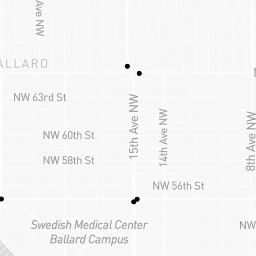 Ave NW
ALLARD
NW 63rd St
15th Ave NW
14th Ave NW
8th Ave NW
NW 60th St
NW 58th St
NW 56th St
Swedish Medical Center
Ballard Campus
NW